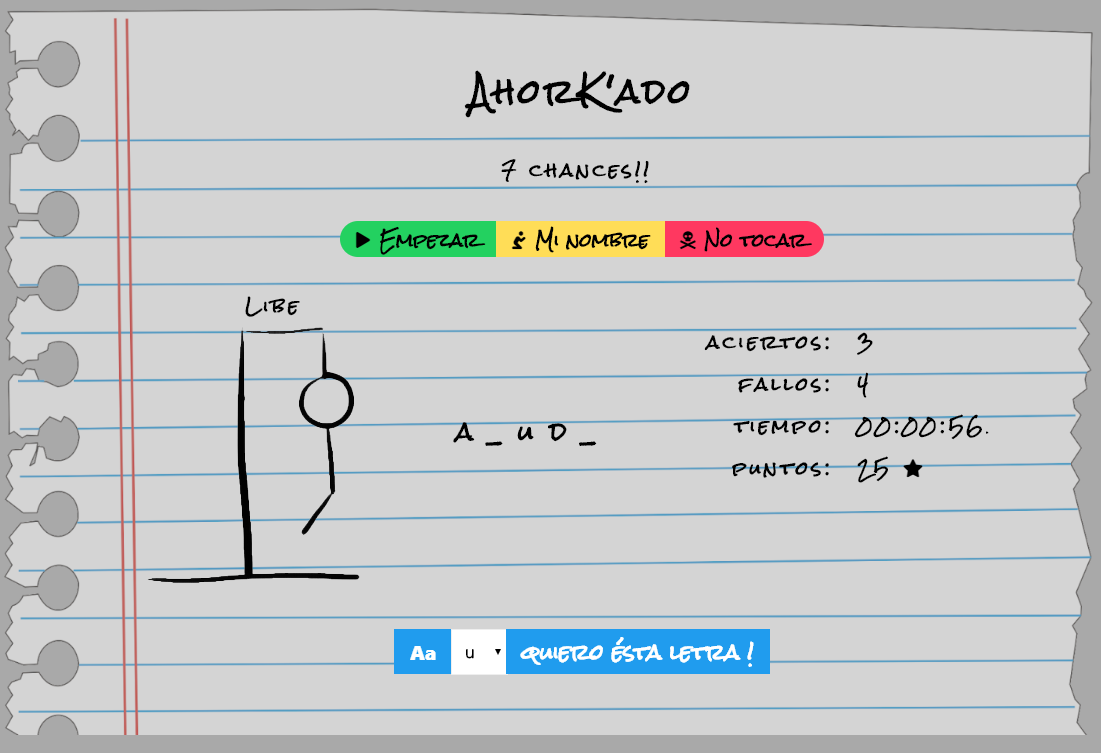 AhorK'ado
7 chances!!
Empezar Mi nombre No tocar
Libe
aciertos: 3
fallos: 4
A _ u D _
tiempo: 00:00:56.
puntos: 25
Aa u quiero ésta letra !